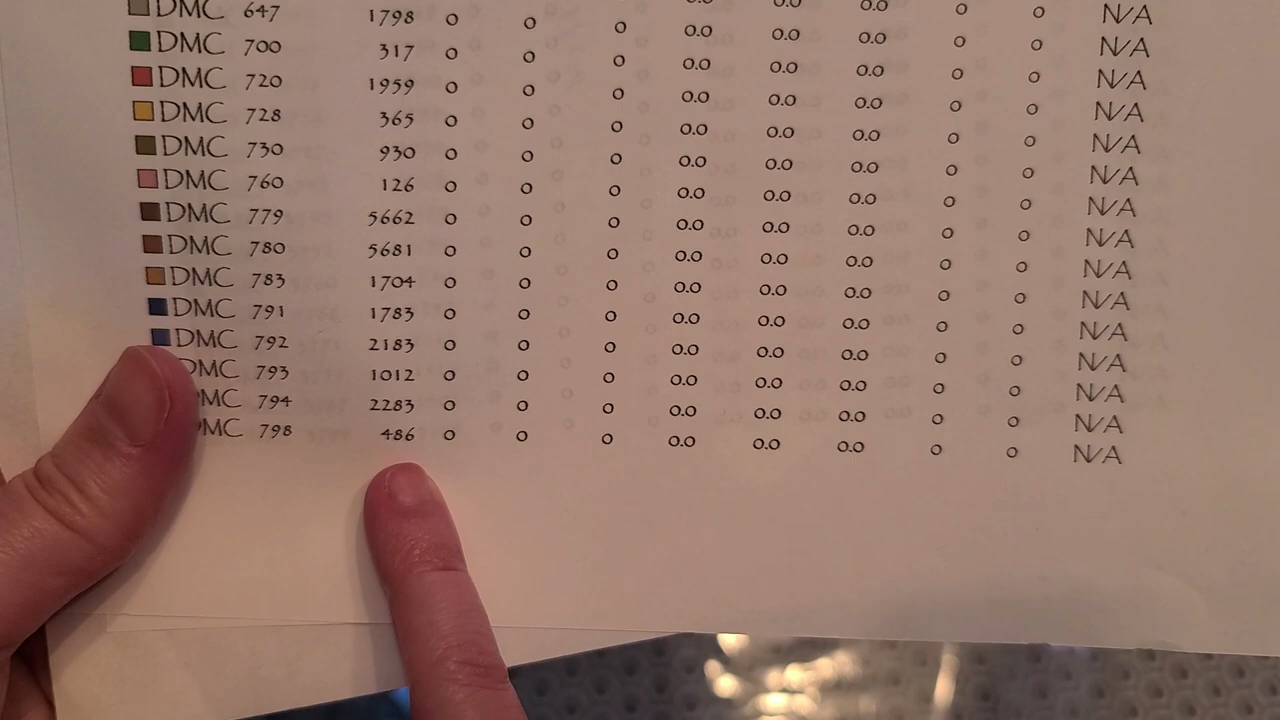 DMC 647 1798 0 0 0 0.0 0.0 0.0 0 0 N/A
DMC 700 317 0 0 0 0.0 0.0 0.0 0 0 N/A
DMC 720 1959 0 0 0 0.0 0.0 0.0 0 0 N/A
DMC 728 365 0 0 0 0.0 0.0 0.0 0 0 N/A
DMC 730 930 0 0 0 0.0 0.0 0.0 0 0 N/A
DMC 760 126 0 0 0 0.0 0.0 0.0 0 0 N/A
DMC 779 5662 0 0 0 0.0 0.0 0.0 0 0 N/A
DMC 780 5681 0 0 0 0.0 0.0 0.0 0 0 N/A
DMC 783 1704 0 0 0 0.0 0.0 0.0 0 0 N/A
DMC 791 1783 0 0 0 0.0 0.0 0.0 0 0 N/A
DMC 792 2183 0 0 0 0.0 0.0 0.0 0 0 N/A
DMC 793 1012 0 0 0 0.0 0.0 0.0 0 0 N/A
DMC 794 2283 0 0 0 0.0 0.0 0.0 0 0 N/A
DMC 798 486 0 0 0 0.0 0.0 0.0 0 0 N/A